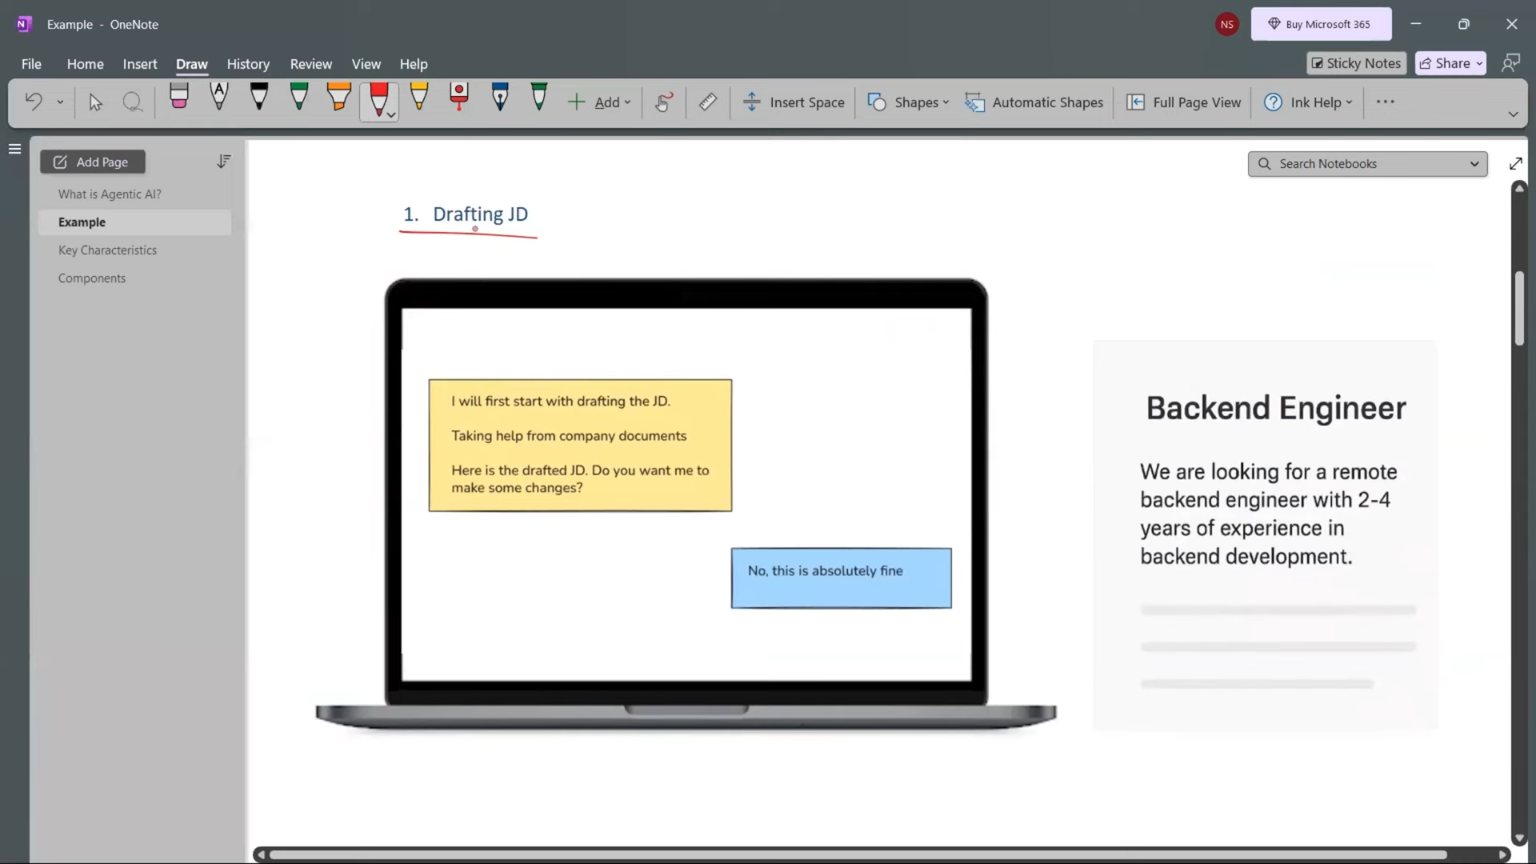 Example - OneNote
NS
Buy Microsoft 365
File
Home
Insert
Draw
History
Review
View
Help
Sticky Notes
Share
Add
Insert Space
Shapes
Automatic Shapes
Full Page View
Ink Help
Add Page
Search Notebooks
What is Agentic AI?
Example
Key Characteristics
Components
1. Drafting JD
I will first start with drafting the JD.
Taking help from company documents
Here is the drafted JD. Do you want me to
make some changes?
No, this is absolutely fine
Backend Engineer
We are looking for a remote
backend engineer with 2-4
years of experience in
backend development.